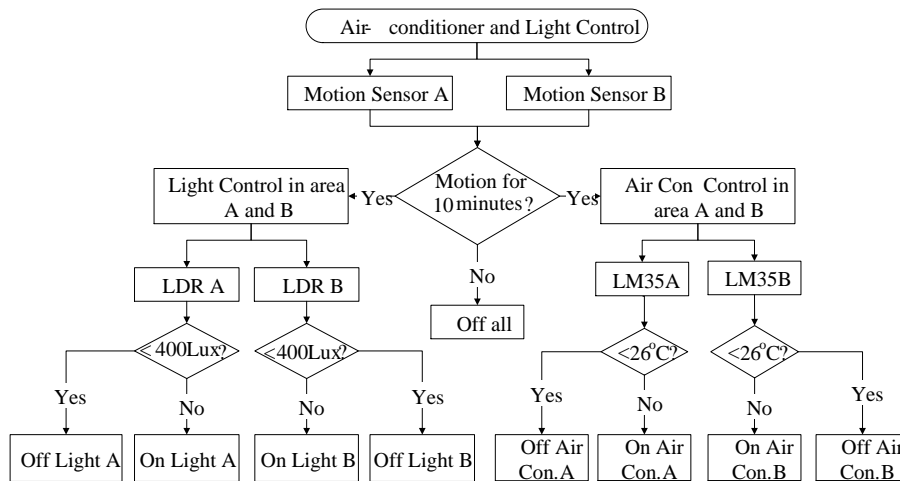 Air- conditioner and Light Control
Motion Sensor A
Motion Sensor B
Light Control in area
A and B
Yes
Motion for
10 minutes?
Yes
Air Con Control in
area A and B
No
LDR A
LDR B
LM35A
LM35B
Off all
< 400Lux?
<400Lux?
<26°C?
<26°C?
Yes
No
No
Yes
Yes
No
No
Yes
Off Light A
On Light A
On Light B
Off Light B
Off Air
Con.A
On Air
Con.A
On Air
Con.B
Off Air
Con.B